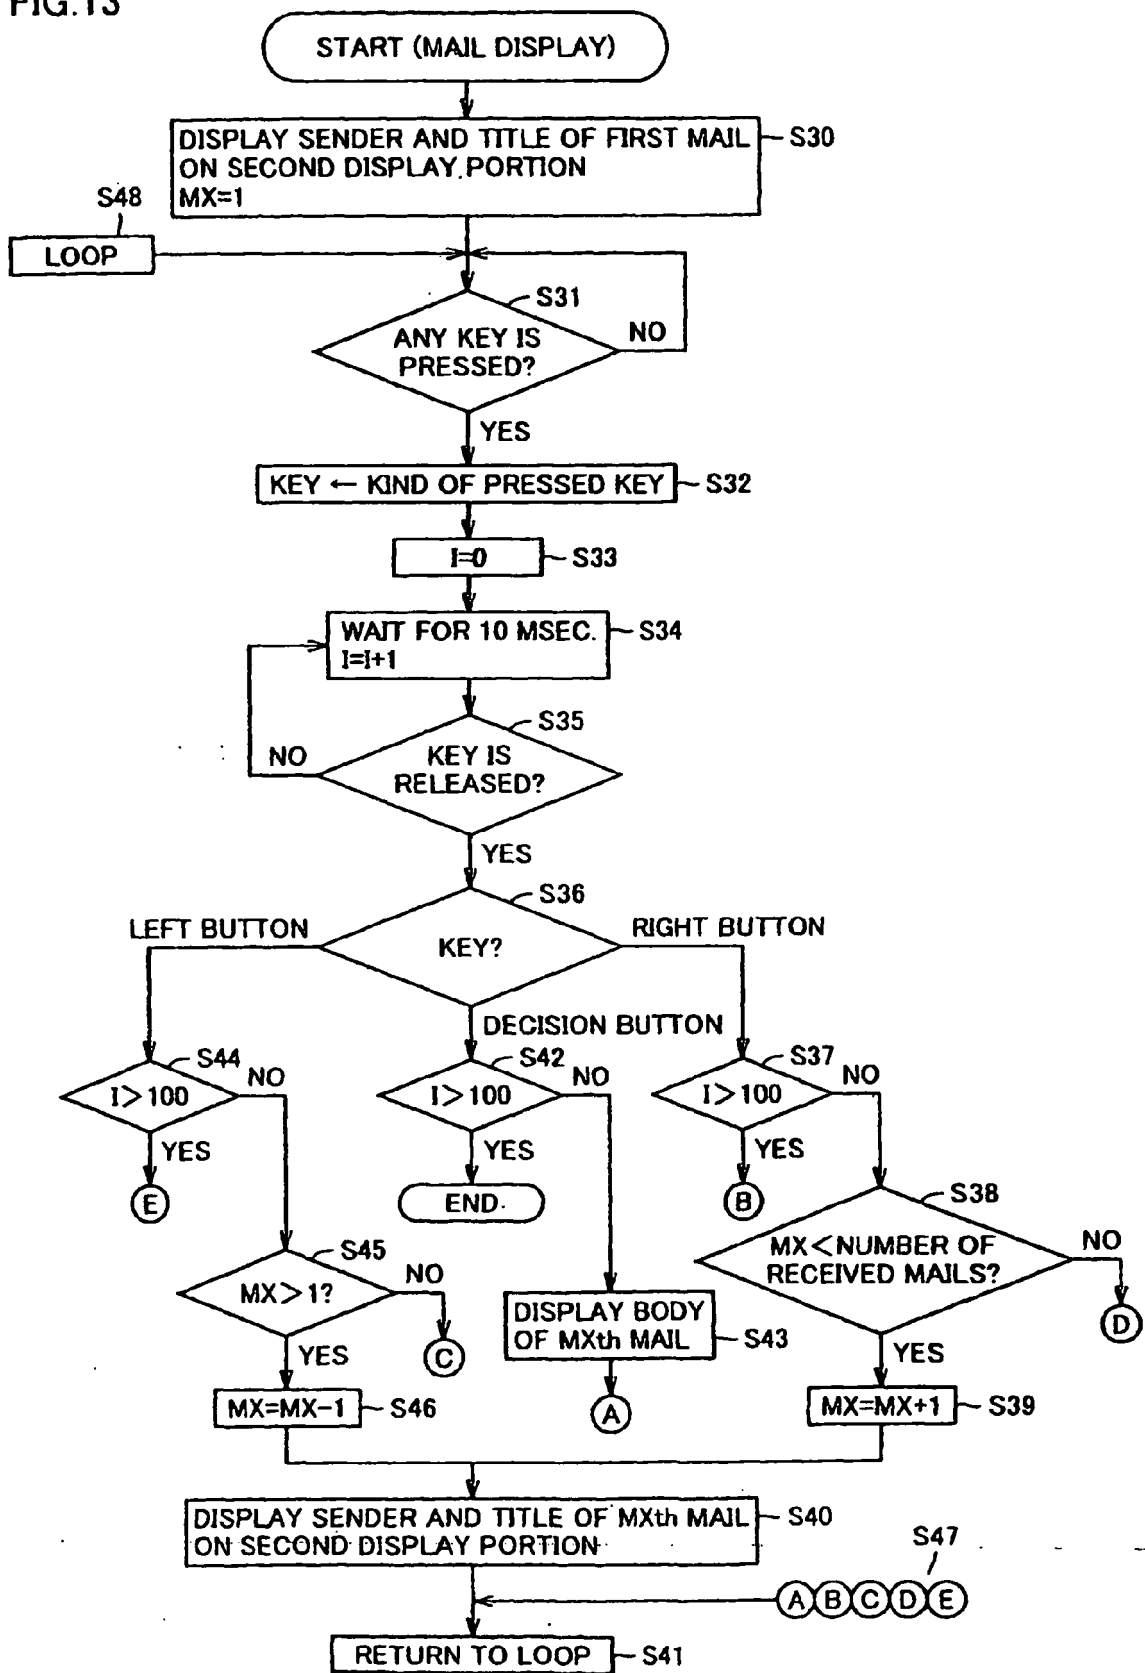 FIG.13
START (MAIL DISPLAY)
DISPLAY SENDER AND TITLE OF FIRST MAIL
ON SECOND DISPLAY PORTION
MX=1
S30
S48
LOOP
S31
ANY KEY IS
PRESSED?
NO
YES
KEY ← KIND OF PRESSED KEY
S32
I=0
S33
WAIT FOR 10 MSEC.
I=I+1
S34
S35
KEY IS
RELEASED?
NO
YES
S36
KEY?
LEFT BUTTON
RIGHT BUTTON
DECISION BUTTON
S44
I>100
NO
YES
E
S42
I>100
NO
YES
END
S37
I>100
NO
YES
B
S38
MX<NUMBER OF
RECEIVED MAILS?
NO
D
YES
S45
MX>1?
NO
C
YES
DISPLAY BODY
OF MXth MAIL
S43
A
MX=MX-1
S46
MX=MX+1
S39
DISPLAY SENDER AND TITLE OF MXth MAIL
ON SECOND DISPLAY PORTION
S40
S47
A B C D E
RETURN TO LOOP
S41